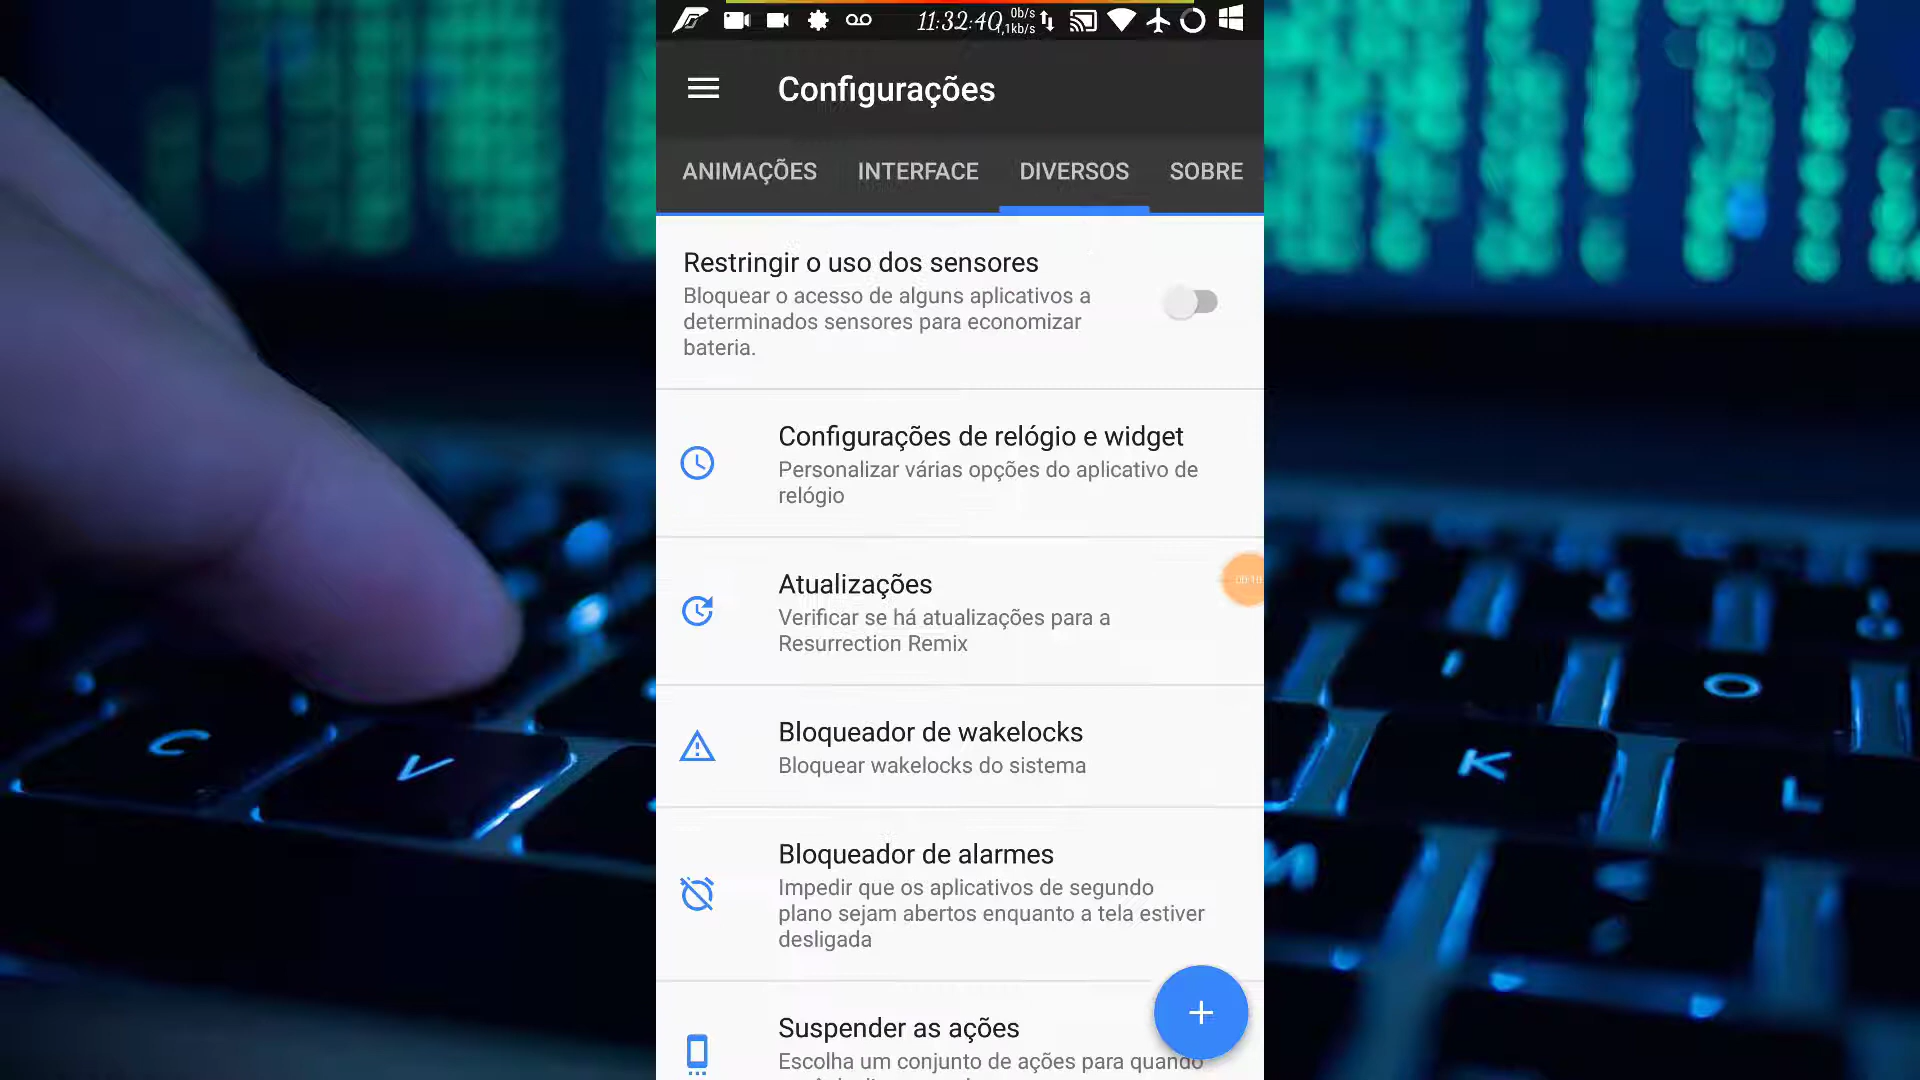 11:32:40
0b/s
1,1kb/s
Configurações
ANIMAÇÕES INTERFACE DIVERSOS SOBRE
Restringir o uso dos sensores
Bloquear o acesso de alguns aplicativos a
determinados sensores para economizar
bateria.
Configurações de relógio e widget
Personalizar várias opções do aplicativo de
relógio
Atualizações
00:10
Verificar se há atualizações para a
Resurrection Remix
Bloqueador de wakelocks
Bloquear wakelocks do sistema
Bloqueador de alarmes
Impedir que os aplicativos de segundo
plano sejam abertos enquanto a tela estiver
desligada
Suspender as ações
Escolha um conjunto de ações para quando
C
V
I
O
K
L